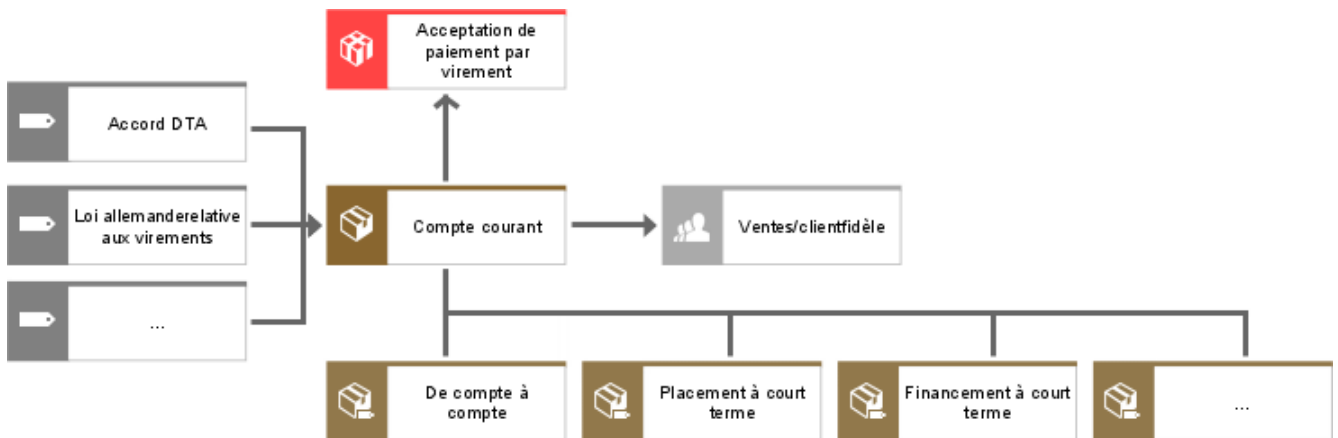 Acceptation de
paiement par
virement
Accord DTA
Loi allemanderelative
aux virements
Compte courant
Ventes/clientfidèle
...
De compte à
compte
Placement à court
terme
Financement à court
terme
...